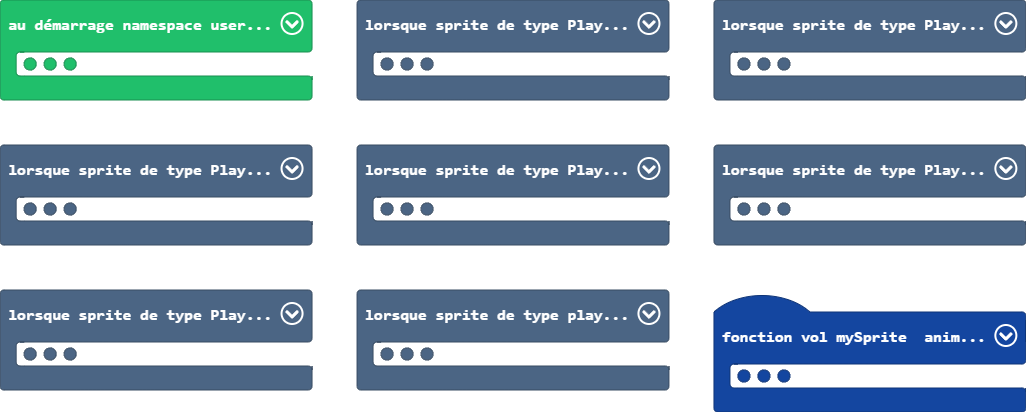 au démarrage namespace user...
lorsque sprite de type Play...
lorsque sprite de type Play...
lorsque sprite de type Play...
lorsque sprite de type Play...
lorsque sprite de type Play...
lorsque sprite de type Play...
lorsque sprite de type play...
fonction vol mySprite  anim...